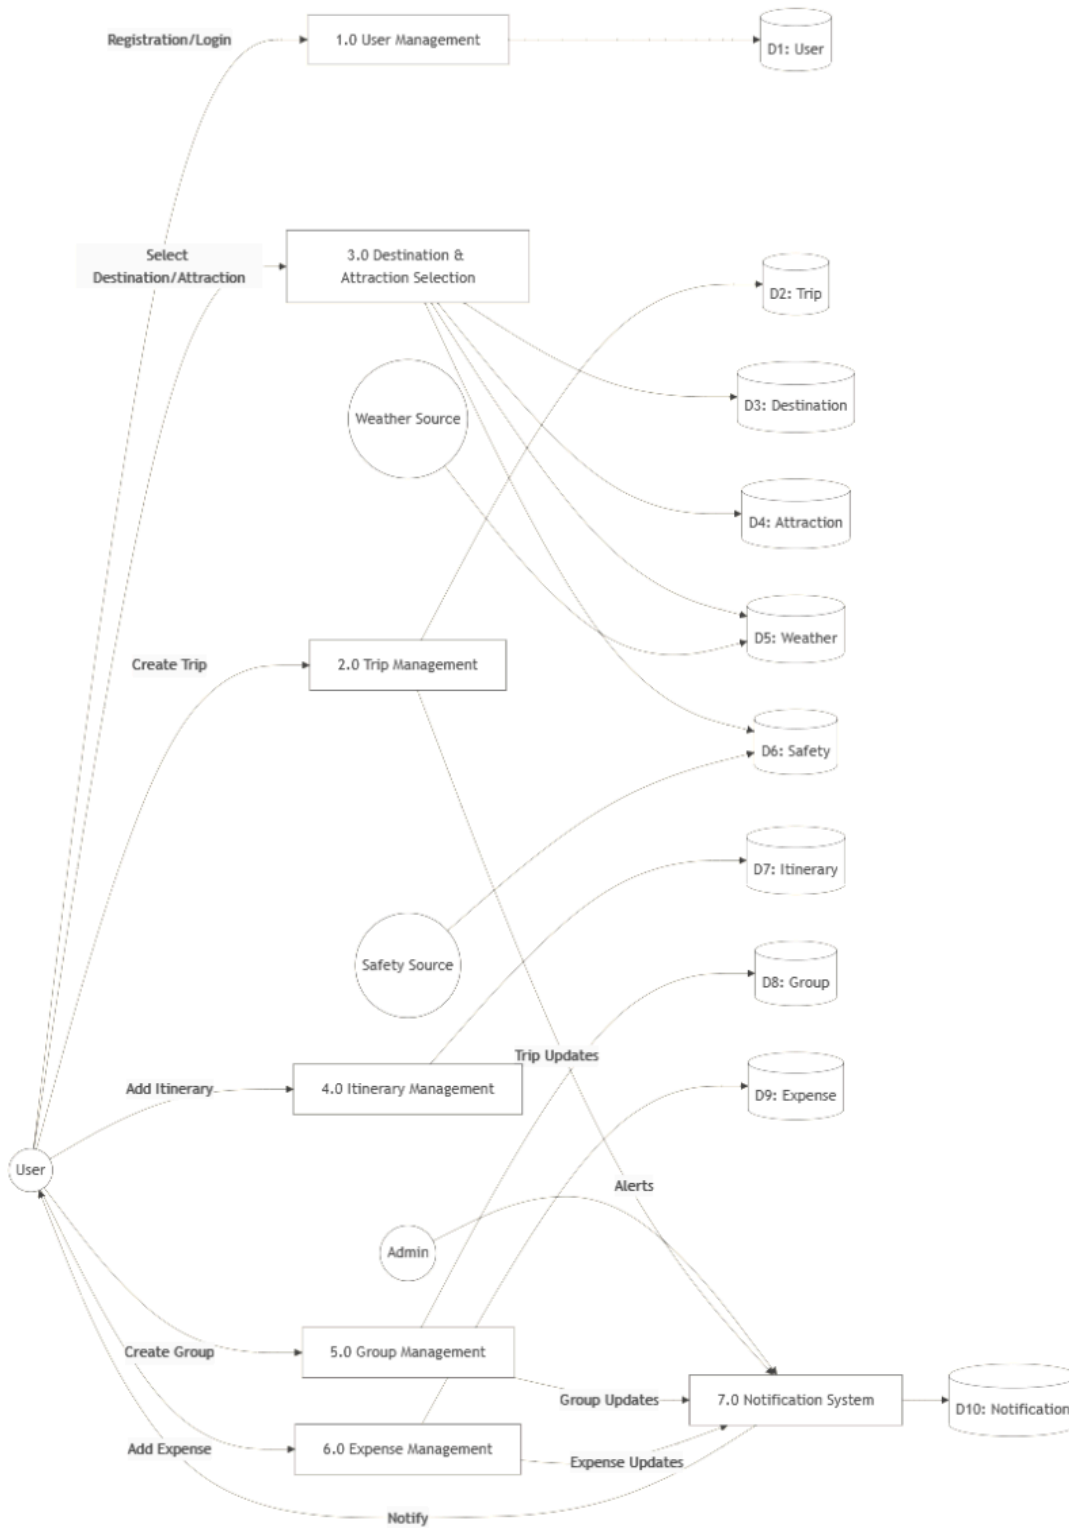 Registration/Login
1.0 User Management
D1: User
Select
Destination/Attraction
3.0 Destination &
Attraction Selection
D2: Trip
D3: Destination
Weather Source
D4: Attraction
D5: Weather
Create Trip
2.0 Trip Management
D6: Safety
D7: Itinerary
Safety Source
D8: Group
Trip Updates
Add Itinerary
4.0 Itinerary Management
D9: Expense
User
Alerts
Admin
Create Group
5.0 Group Management
Group Updates
7.0 Notification System
D10: Notification
Add Expense
6.0 Expense Management
Expense Updates
Notify